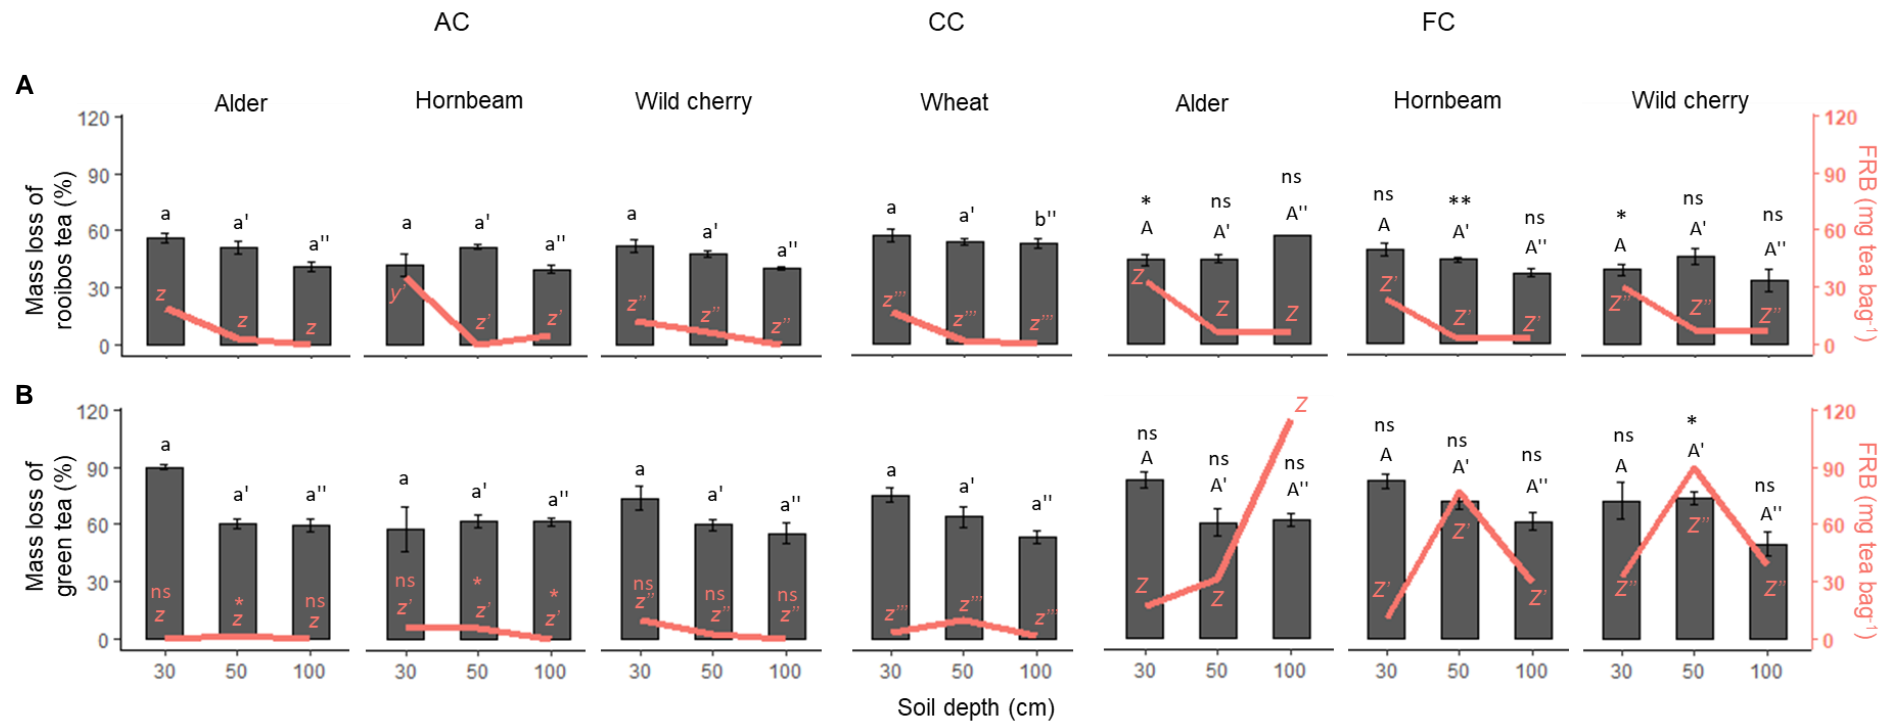 AC CC FC
A
Alder Hornbeam Wild cherry Wheat Alder Hornbeam Wild cherry
Mass loss of
rooibos tea (%)
120
90
60
30
0
a a' a''
z z z
a a' a''
y' z' z'
a a' a''
z'' z'' z''
a a' b''
z''' z''' z'''
* ns ns
A A' A''
Z Z Z
ns ** ns
A A' A''
Z' Z' Z'
* ns ns
A A' A''
Z'' Z'' Z''
120
90
60
30
0
FRB (mg tea bag⁻¹)
B
Mass loss of
green tea (%)
120
90
60
30
0
a a' a''
ns * ns
z z z
a a' a''
ns * *
z' z' z'
a a' a''
ns ns ns
z'' z'' z''
a a' a''
z''' z''' z'''
ns ns ns
A A' A''
Z Z Z
ns ns ns
A A' A''
Z' Z' Z'
ns * ns
A A' A''
Z'' Z'' Z''
120
90
60
30
0
FRB (mg tea bag⁻¹)
30 50 100 30 50 100 30 50 100 30 50 100 30 50 100 30 50 100 30 50 100
Soil depth (cm)